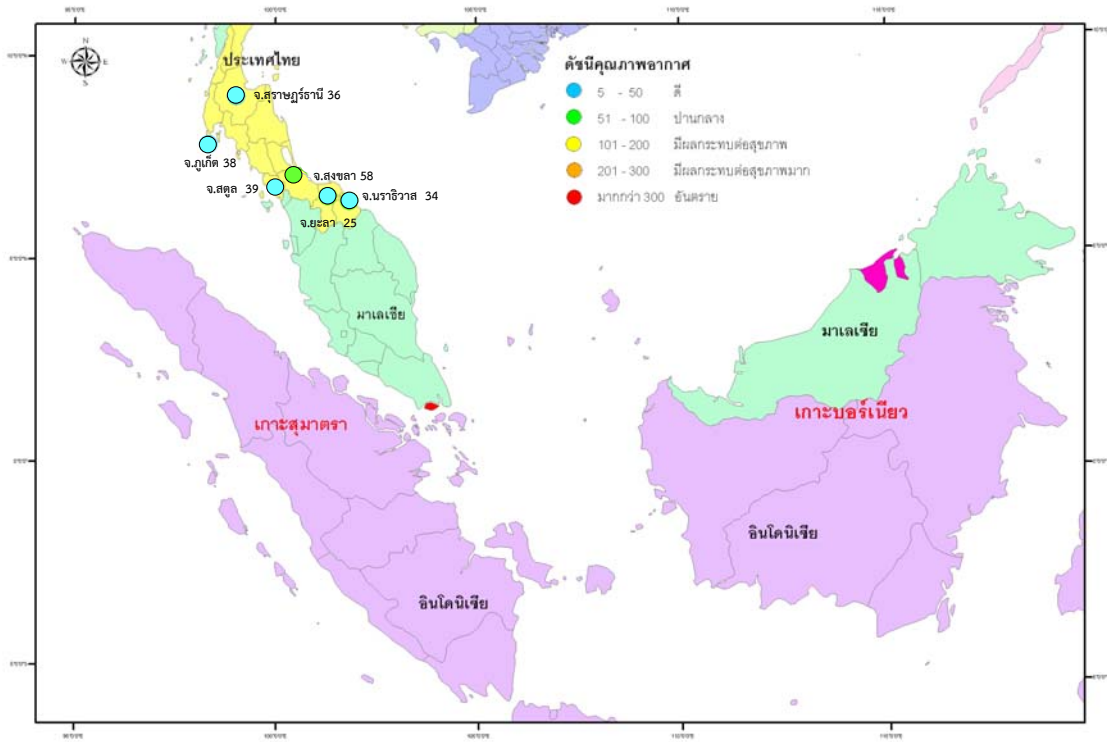 N
W
E
S
ประเทศไทย
จ.สุราษฎร์ธานี 36
จ.ภูเก็ต 38
จ.สงขลา 58
จ.สตูล 39
จ.นราธิวาส 34
จ.ยะลา 25
ดัชนีคุณภาพอากาศ
5 - 50 ดี
51 - 100 ปานกลาง
101 - 200 มีผลกระทบต่อสุขภาพ
201 - 300 มีผลกระทบต่อสุขภาพมาก
มากกว่า 300 อันตราย
มาเลเซีย
มาเลเซีย
เกาะสุมาตรา
เกาะบอร์เนียว
อินโดนิเซีย
อินโดนิเซีย